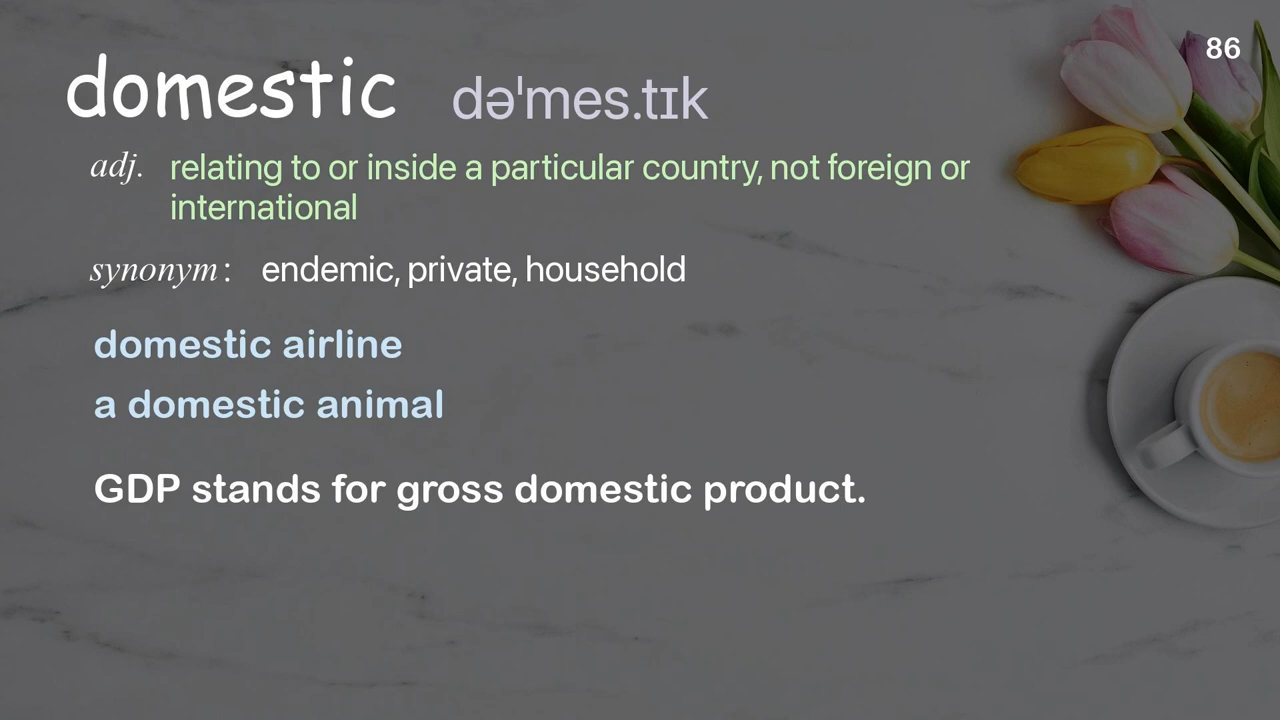 86
domestic dəˈmes.tɪk
adj. relating to or inside a particular country, not foreign or
international
synonym: endemic, private, household
domestic airline
a domestic animal
GDP stands for gross domestic product.